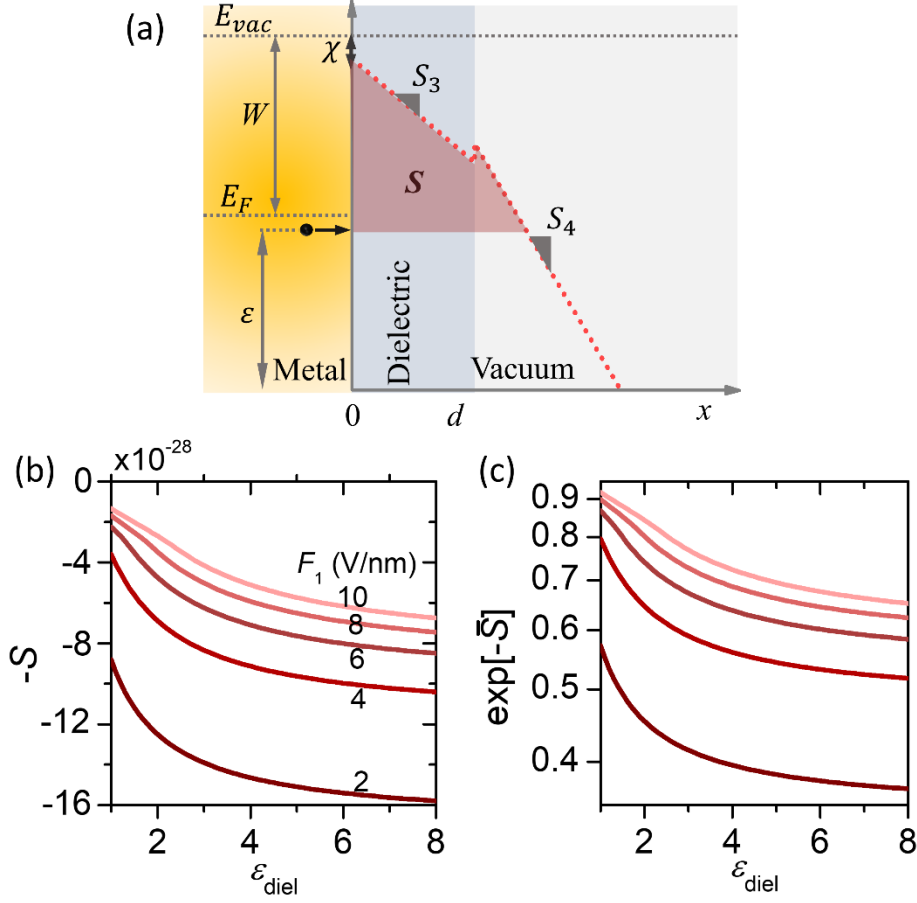 (a)
E_vac
χ
S_3
W
S
E_F
S_4
ε
Dielectric
Metal
Vacuum
0
d
x
(b)
x10^-28
0
-4
-8
-12
-16
-S
F_1 (V/nm)
10
8
6
4
2
2
4
6
8
ε_diel
(c)
0.9
0.8
0.7
0.6
0.5
0.4
exp[-S̄]
2
4
6
8
ε_diel